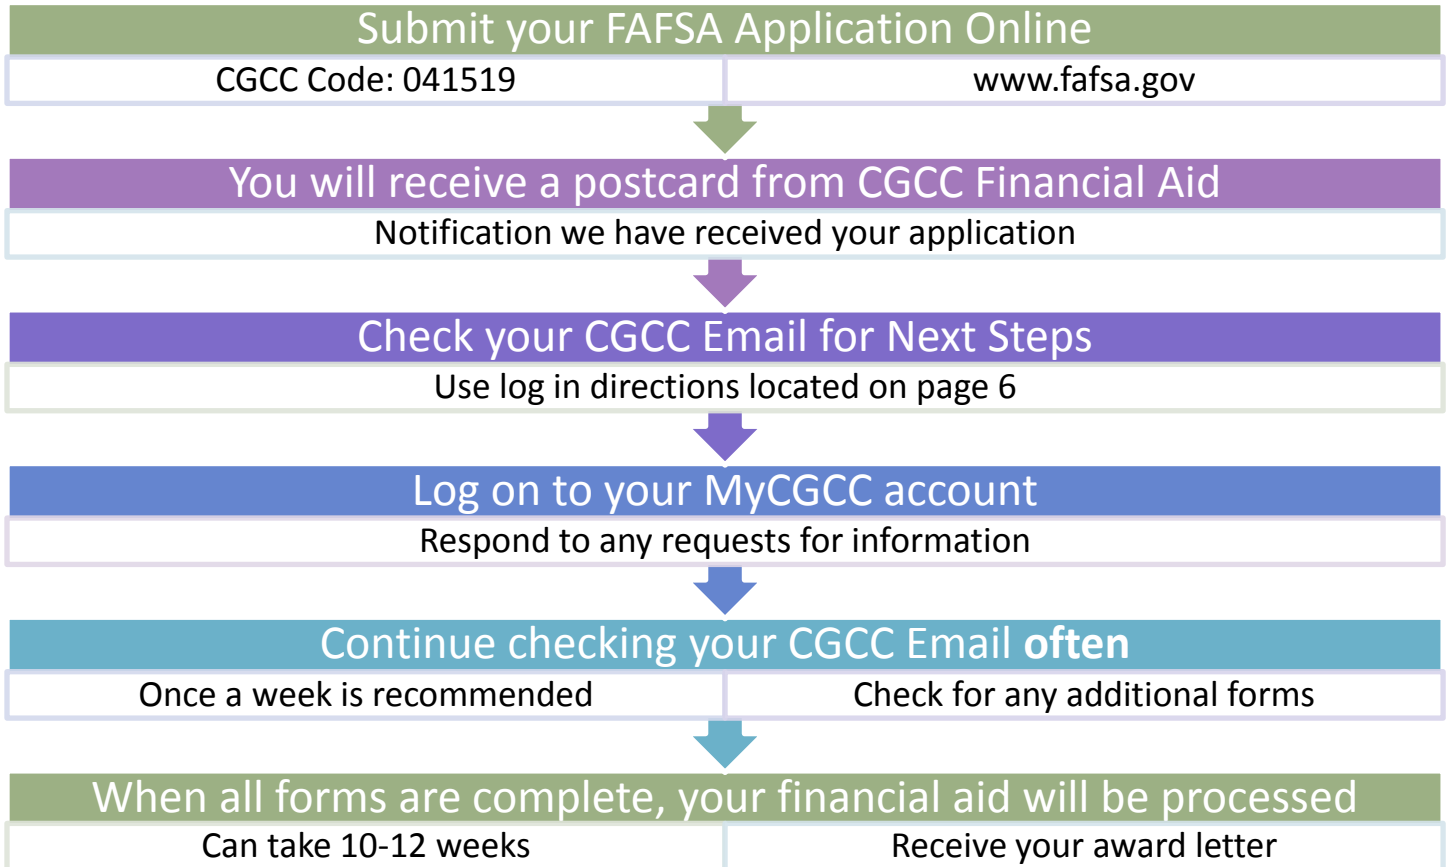 Submit your FAFSA Application Online
CGCC Code: 041519
www.fafsa.gov
You will receive a postcard from CGCC Financial Aid
Notification we have received your application
Check your CGCC Email for Next Steps
Use log in directions located on page 6
Log on to your MyCGCC account
Respond to any requests for information
Continue checking your CGCC Email often
Once a week is recommended
Check for any additional forms
When all forms are complete, your financial aid will be processed
Can take 10-12 weeks
Receive your award letter